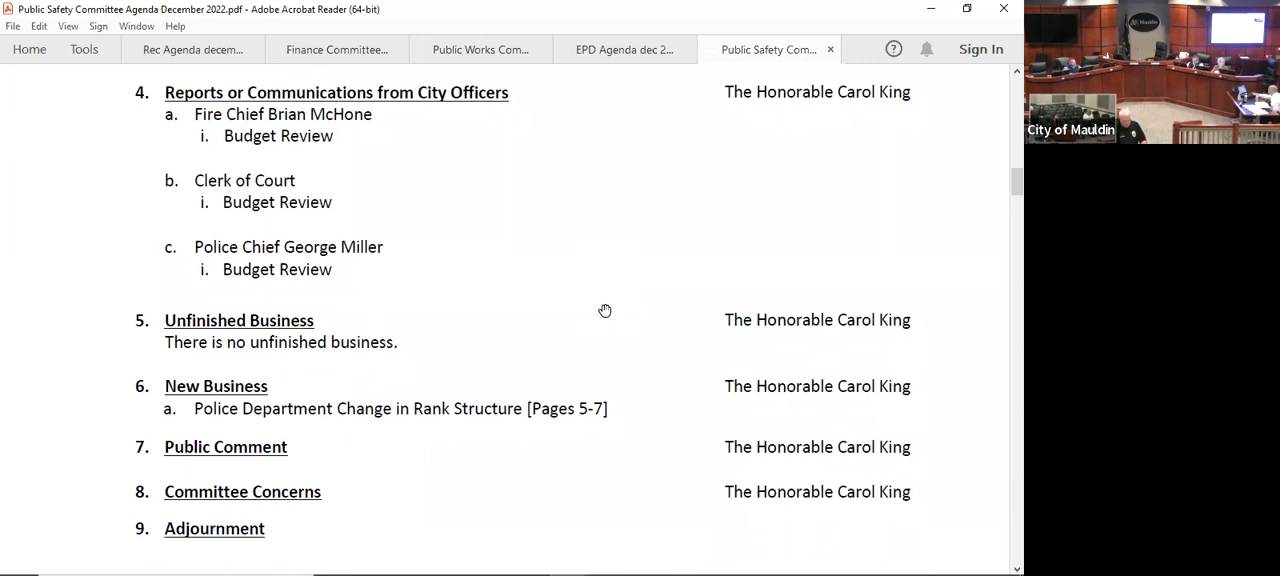 Public Safety Committee Agenda December 2022.pdf - Adobe Acrobat Reader (64-bit)
File Edit View Sign Window Help
Home Tools Rec Agenda decem... Finance Committee... Public Works Com... EPD Agenda dec 2... Public Safety Com... × Sign In
4. Reports or Communications from City Officers The Honorable Carol King
a. Fire Chief Brian McHone
i. Budget Review
b. Clerk of Court
i. Budget Review
c. Police Chief George Miller
i. Budget Review
5. Unfinished Business The Honorable Carol King
There is no unfinished business.
6. New Business The Honorable Carol King
a. Police Department Change in Rank Structure [Pages 5-7]
7. Public Comment The Honorable Carol King
8. Committee Concerns The Honorable Carol King
9. Adjournment
Mauldin
City of Mauldin